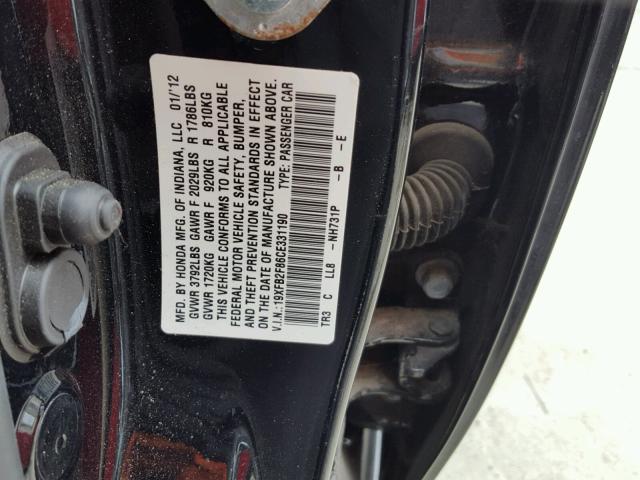 MFD. BY HONDA MFG. OF INDIANA, LLC 01/'12
GVWR 3792LBS GAWR F 2029LBS R 1786LBS
GVWR 1720KG GAWR F 920KG R 810KG
THIS VEHICLE CONFORMS TO ALL APPLICABLE
FEDERAL MOTOR VEHICLE SAFETY, BUMPER,
AND THEFT PREVENTION STANDARDS IN EFFECT
ON THE DATE OF MANUFACTURE SHOWN ABOVE.
V.I.N.:19XFB2F86CE331190 TYPE: PASSENGER CAR
TR3 C LL8 -NH731P -B -E